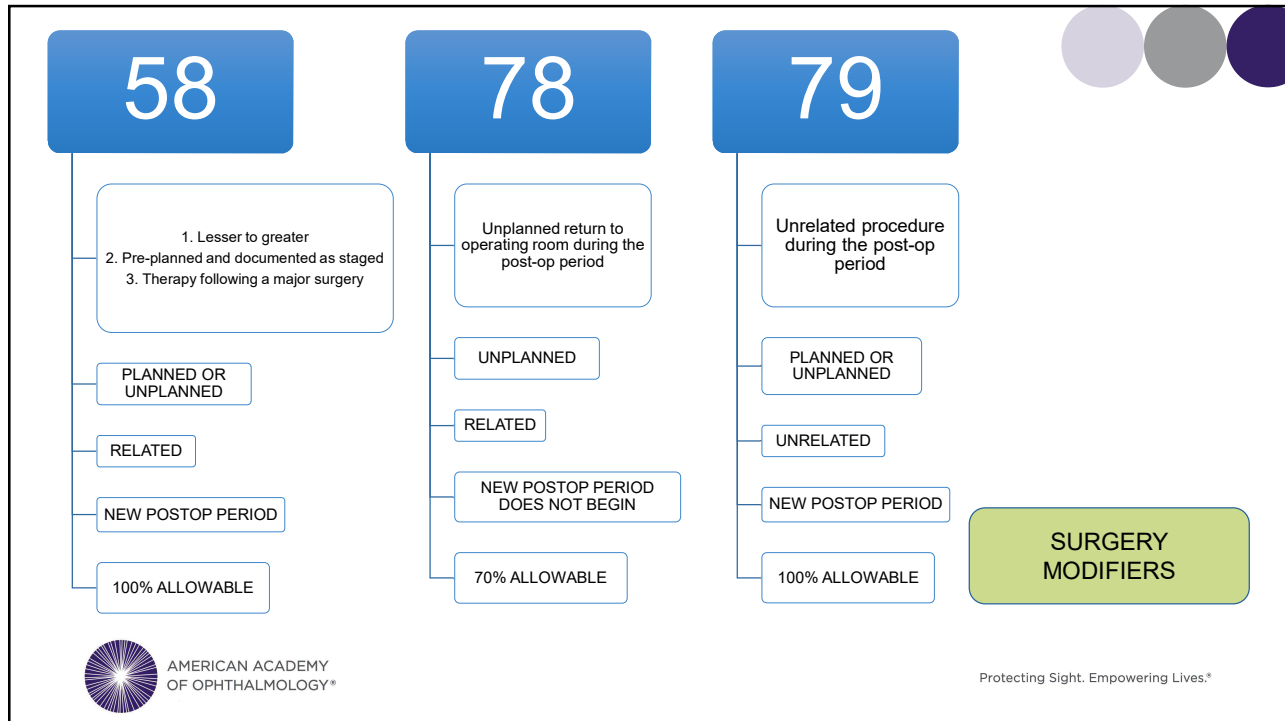 58
1. Lesser to greater
2. Pre-planned and documented as staged
3. Therapy following a major surgery
PLANNED OR
UNPLANNED
RELATED
NEW POSTOP PERIOD
100% ALLOWABLE
78
Unplanned return to
operating room during the
post-op period
UNPLANNED
RELATED
NEW POSTOP PERIOD
DOES NOT BEGIN
70% ALLOWABLE
79
Unrelated procedure
during the post-op
period
PLANNED OR
UNPLANNED
UNRELATED
NEW POSTOP PERIOD
100% ALLOWABLE
SURGERY
MODIFIERS
AMERICAN ACADEMY
OF OPHTHALMOLOGY®
Protecting Sight. Empowering Lives.®